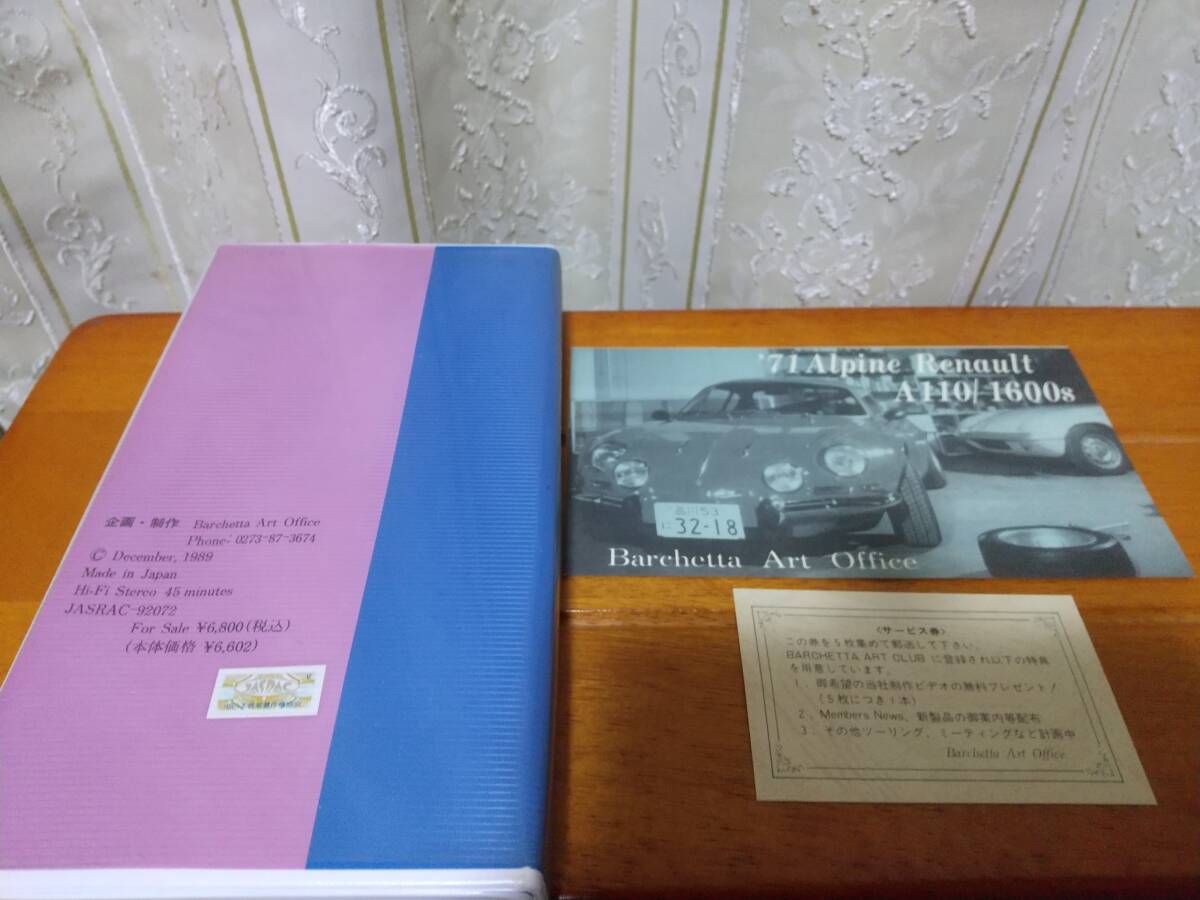 企画・制作 Barchetta Art Office
Phone: 0273-87-3674
© December, 1989
Made in Japan
Hi-Fi Stereo 45 minutes
JASRAC-92072
For Sale ¥6,800(税込)
(本体価格 ¥6,602)
JASRAC
'71 Alpine Renault
A110/1600s
品川53
に 32-18
Barchetta Art Office
〈サービス券〉
この券を5枚集めて郵送して下さい。
BARCHETTA ART CLUB に登録され以下の特典
を用意しています。
1. 御希望の当社制作ビデオの無料プレゼント!
(5枚につき1本)
2. Members News、新製品の御案内等配布
3. その他ツーリング、ミーティングなど計画中
Barchetta Art Office